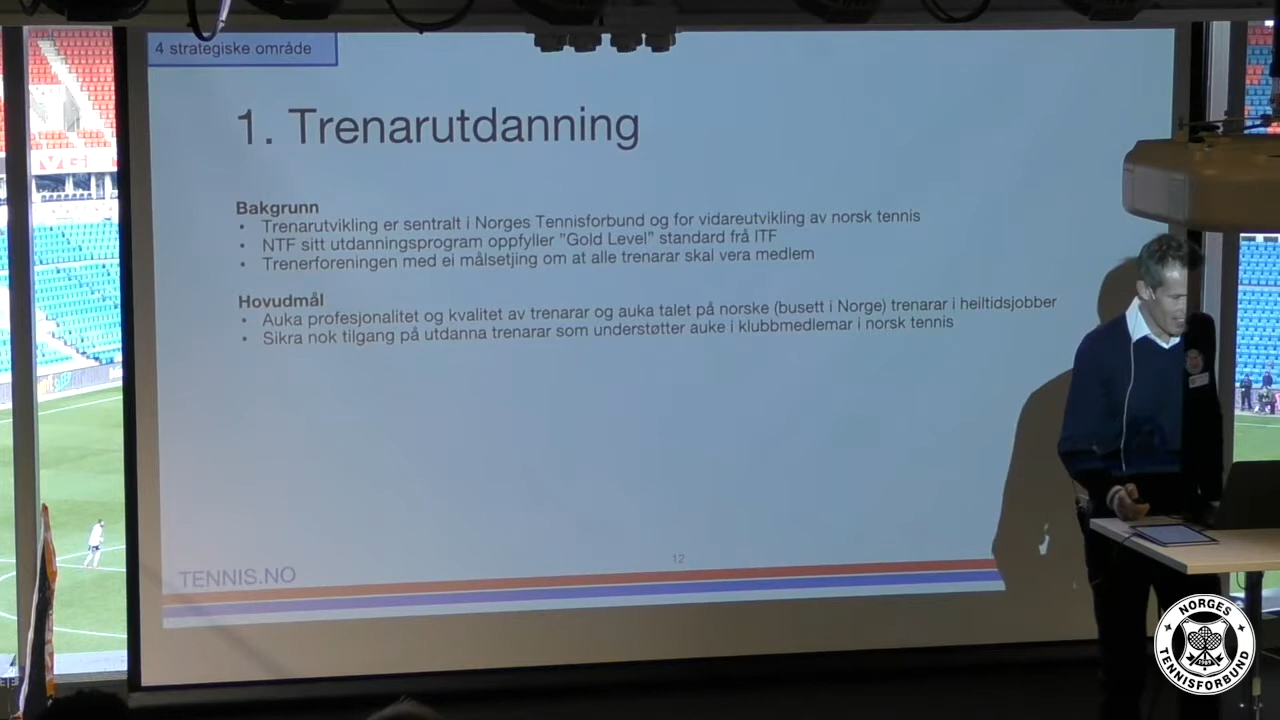 4 strategiske område
1. Trenarutdanning
Bakgrunn
• Trenarutvikling er sentralt i Norges Tennisforbund og for vidareutvikling av norsk tennis
• NTF sitt utdanningsprogram oppfyller "Gold Level" standard frå ITF
• Trenerforeningen med ei målsetjing om at alle trenarar skal vera medlem
Hovudmål
• Auka profesjonalitet og kvalitet av trenarar og auka talet på norske (busett i Norge) trenarar i heiltidsjobber
• Sikra nok tilgang på utdanna trenarar som understøtter auke i klubbmedlemar i norsk tennis
12
TENNIS.NO
VG
NORGES
TENNISFORBUND